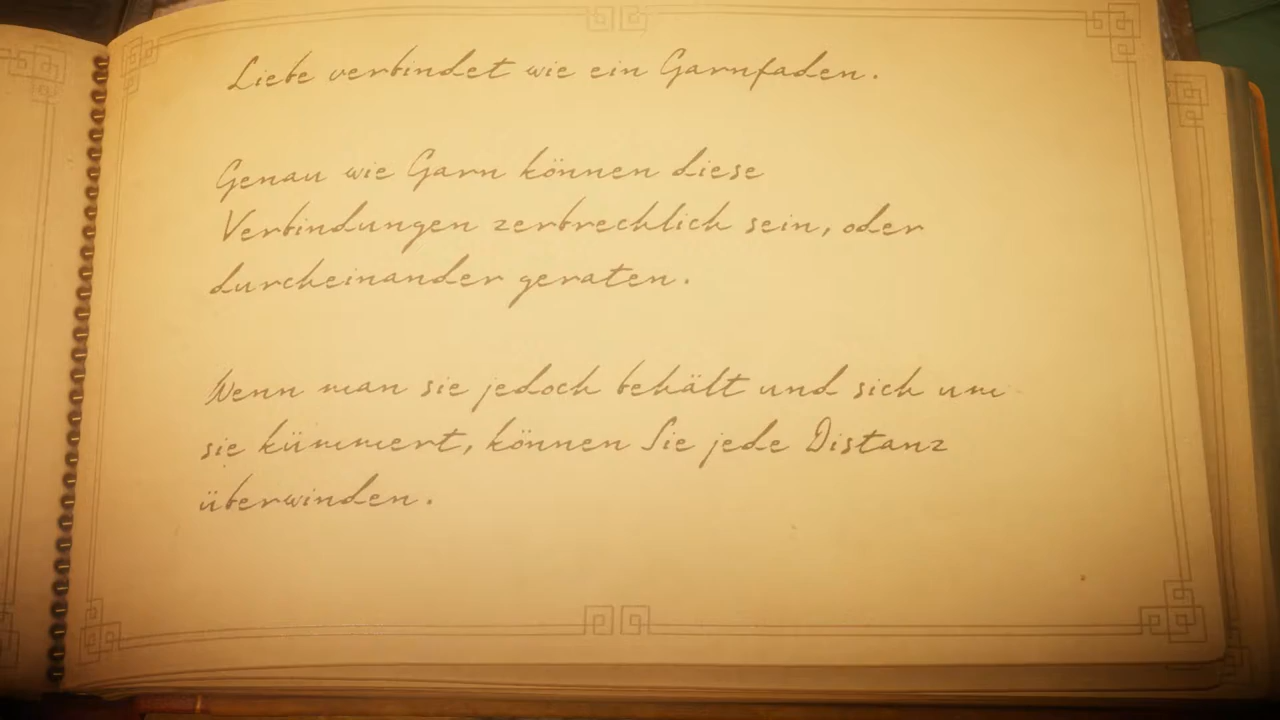 Liebe verbindet wie ein Garnfaden.
Genau wie Garn können diese
Verbindungen zerbrechlich sein, oder
durcheinander geraten.
Wenn man sie jedoch behält und sich um
sie kümmert, können Sie jede Distanz
überwinden.